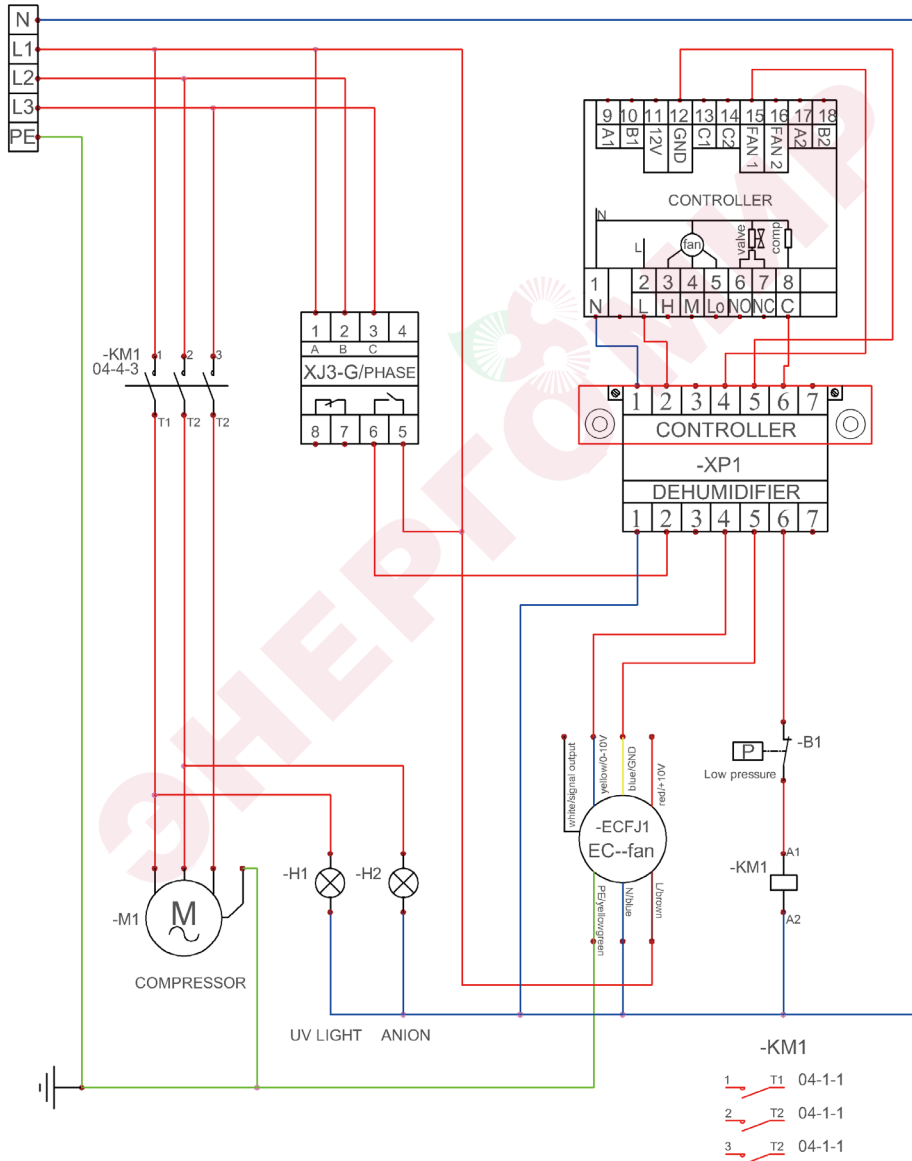 N
L1
L2
L3
PE
9 10 11 12 13 14 15 16 17 18
A1 B1 12V GND C1 C2 FAN 1 FAN 2 A2 B2
CONTROLLER
N
L fan valve comp
1 2 3 4 5 6 7 8
N L H M Lo NO NC C
1 2 3 4
A B C
XJ3-G/PHASE
8 7 6 5
-KM1
04-4-3
1 2 3
T1 T2 T2
1 2 3 4 5 6 7
CONTROLLER
-XP1
DEHUMIDIFIER
1 2 3 4 5 6 7
ЭНЕРГОМИР
white/signal output
yellow/0-10V
blue/GND
red/+10V
-ECFJ1
EC--fan
PE/yellowgreen
N/blue
L/brown
P
-B1
Low pressure
A1
-KM1
A2
-M1
M
COMPRESSOR
-H1
-H2
UV LIGHT ANION
-KM1
1 T1 04-1-1
2 T2 04-1-1
3 T2 04-1-1